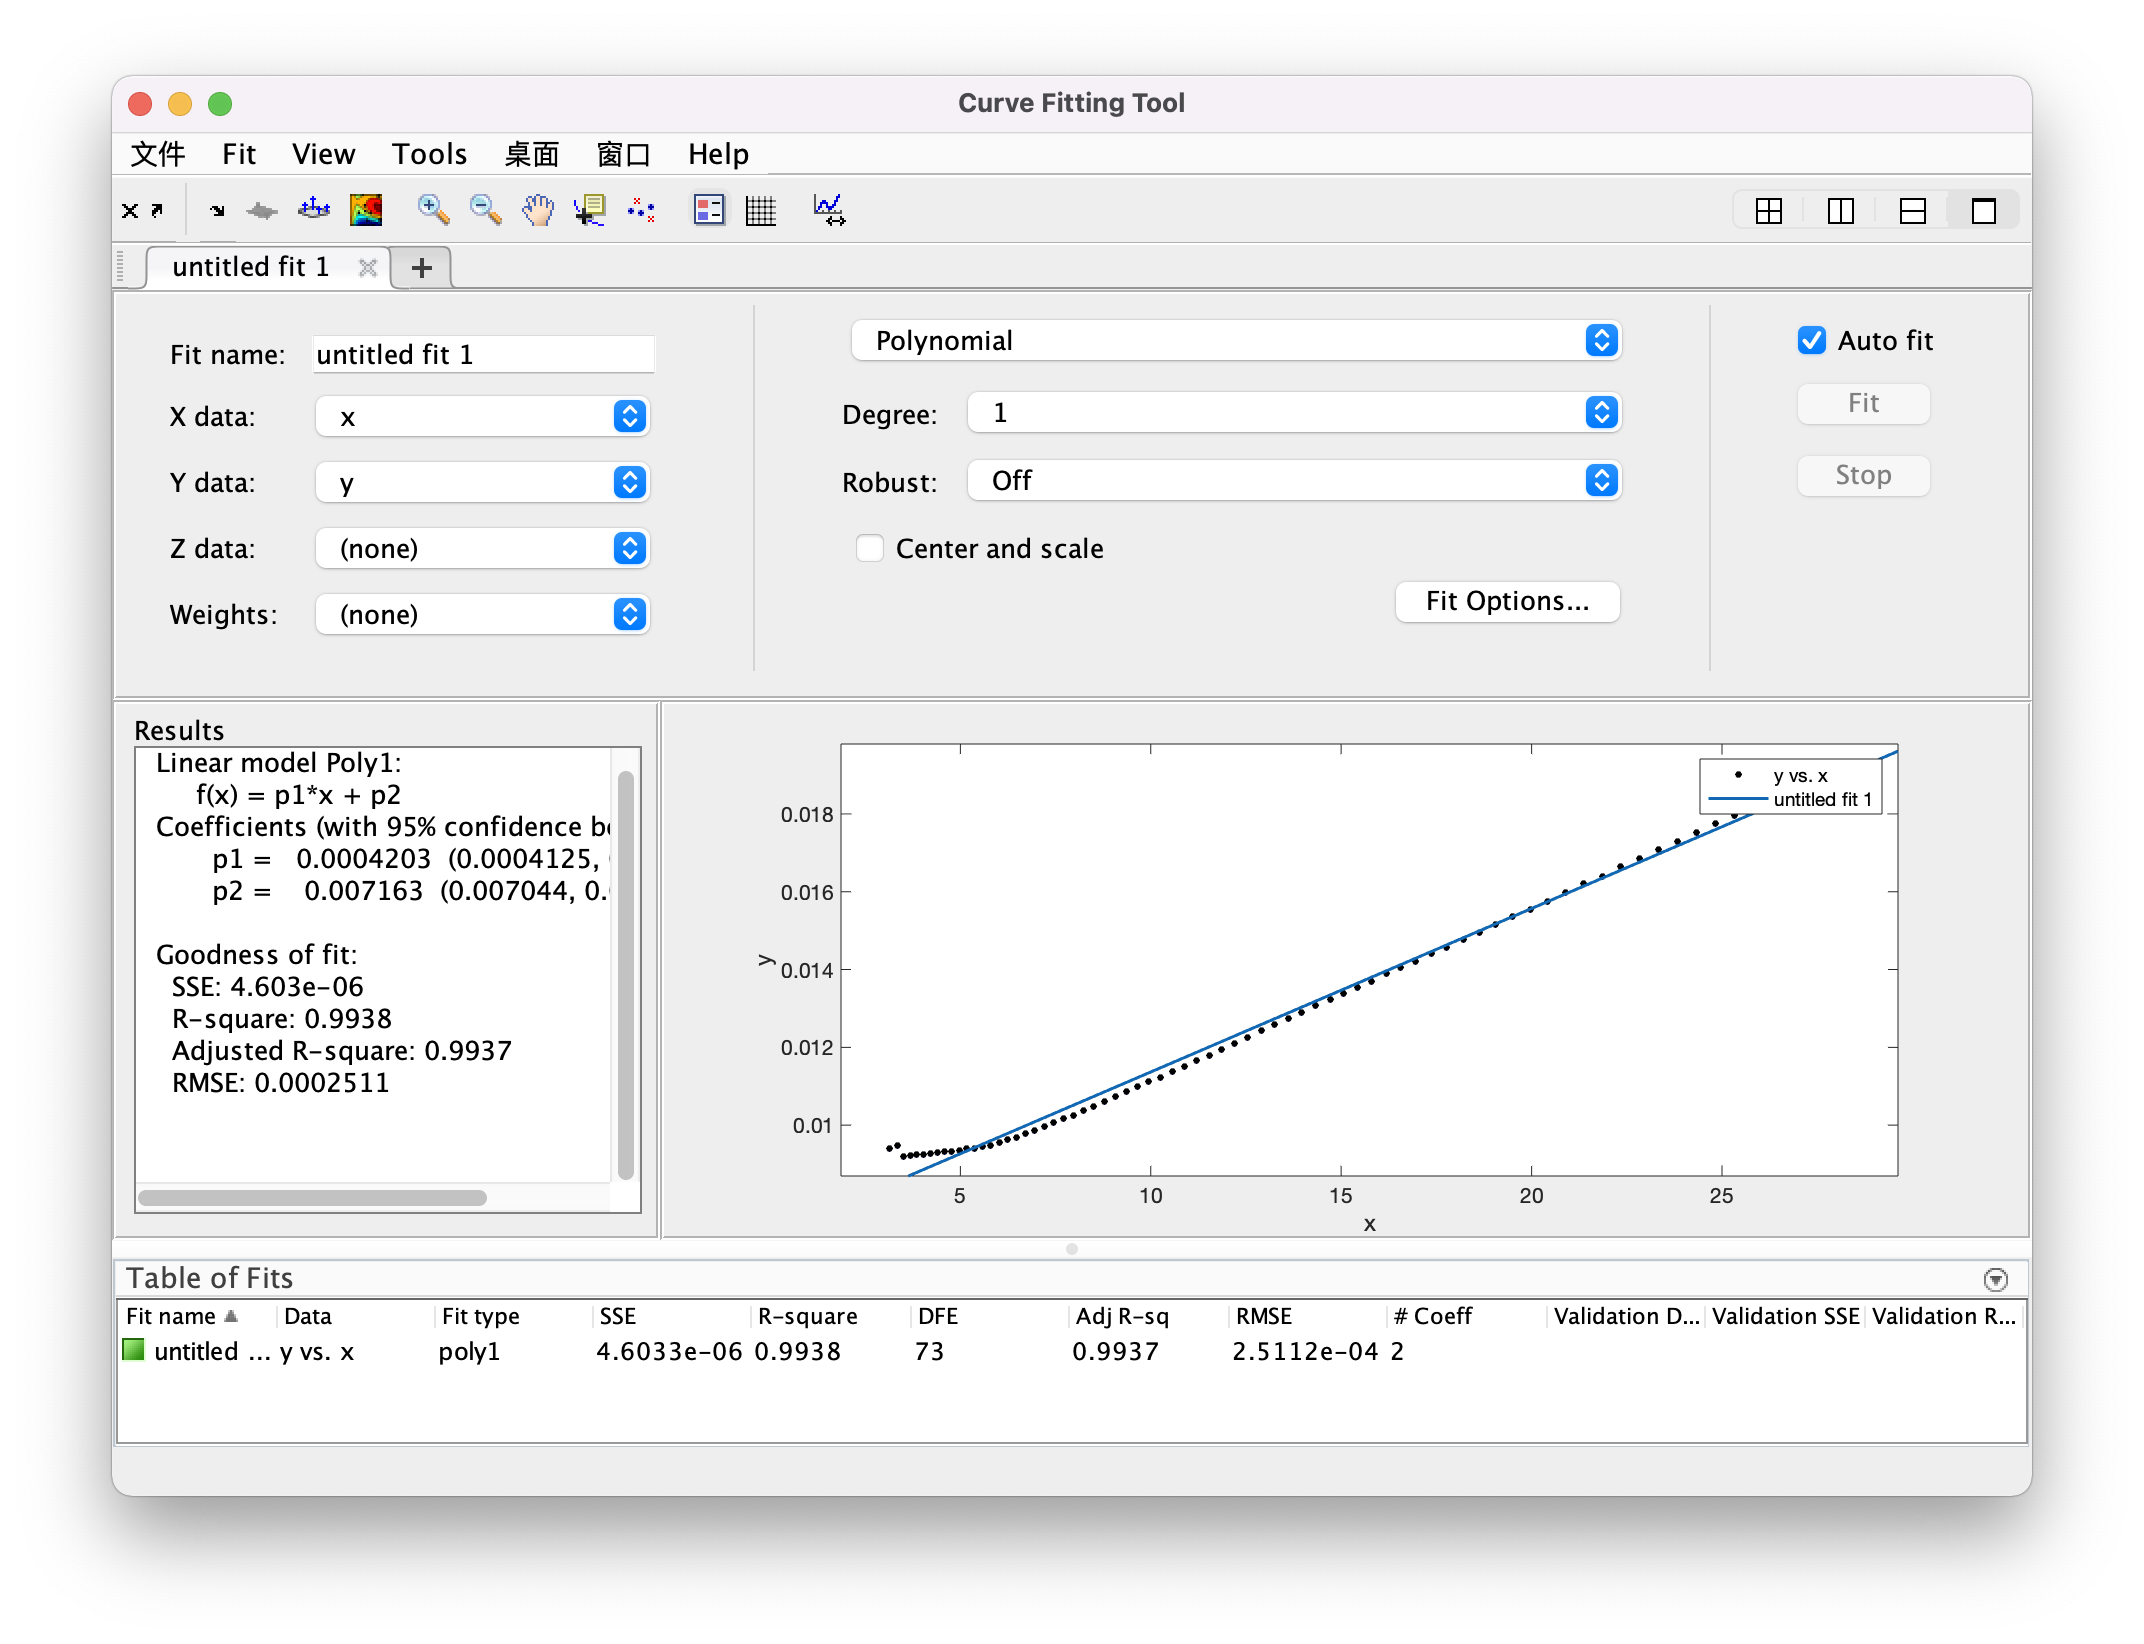 Curve Fitting Tool
文件 Fit View Tools 桌面 窗口 Help
untitled fit 1
Fit name: untitled fit 1
X data: x
Y data: y
Z data: (none)
Weights: (none)
Polynomial
Degree: 1
Robust: Off
Center and scale
Fit Options...
Auto fit
Fit
Stop
Results
Linear model Poly1:
f(x) = p1*x + p2
Coefficients (with 95% confidence b
p1 = 0.0004203 (0.0004125,
p2 = 0.007163 (0.007044, 0.
Goodness of fit:
SSE: 4.603e-06
R-square: 0.9938
Adjusted R-square: 0.9937
RMSE: 0.0002511
y vs. x
untitled fit 1
0.018
0.016
0.014
0.012
0.01
y
5 10 15 20 25
x
Table of Fits
Fit name Data Fit type SSE R-square DFE Adj R-sq RMSE # Coeff Validation D... Validation SSE Validation R...
untitled ... y vs. x poly1 4.6033e-06 0.9938 73 0.9937 2.5112e-04 2